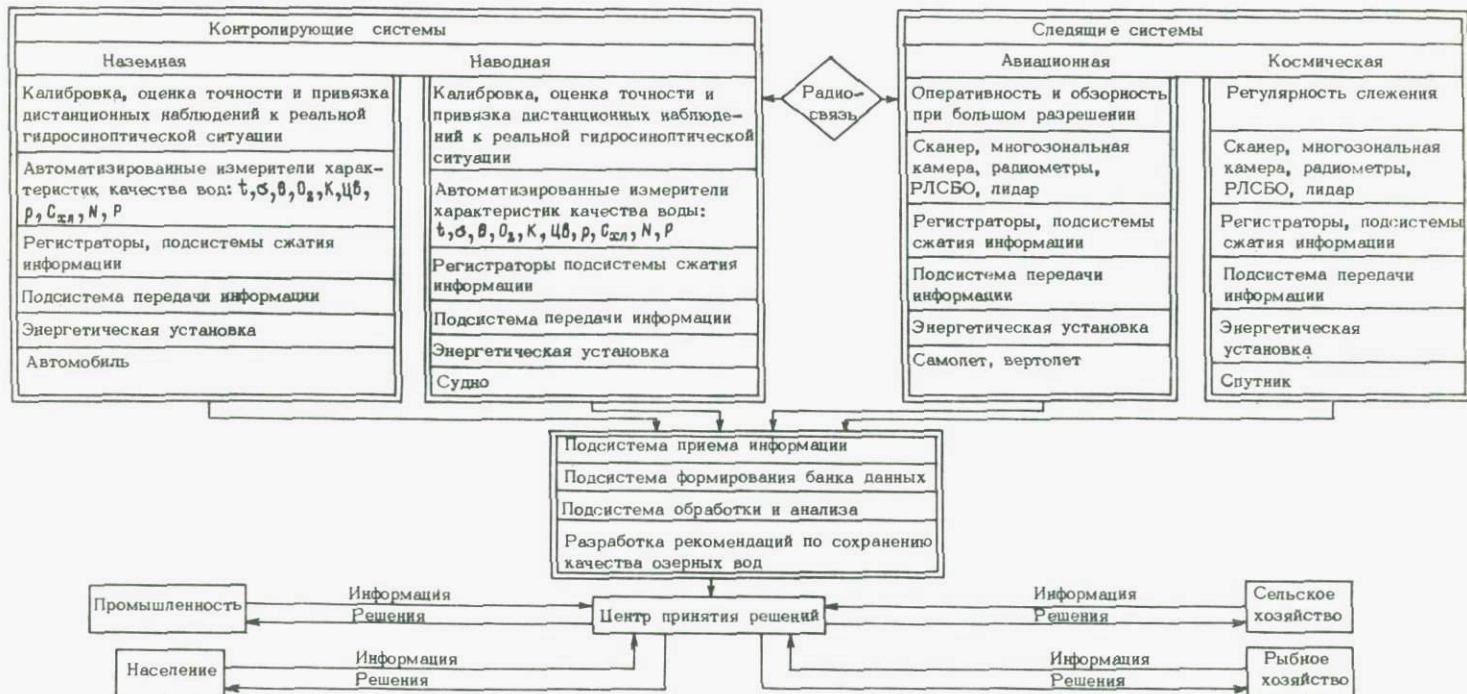 Контролирующие системы
Наземная
Калибровка, оценка точности и привязка
дистанционных наблюдений к реальной
гидросиноптической ситуации
Автоматизированные измерители харак-
теристик качества вод: t, σ, в, O₂, К, Цв,
р, Cхл, N, P
Регистраторы, подсистемы сжатия
информации
Подсистема передачи информации
Энергетическая установка
Автомобиль
Наводная
Калибровка, оценка точности и
привязка дистанционных наблюде-
ний к реальной гидросиноптической
ситуации
Автоматизированные измерители
характеристик качества воды:
t, σ, в, O₂, К, Цв, р, Cхл, N, P
Регистраторы подсистемы сжатия
информации
Подсистема передачи информации
Энергетическая установка
Судно
Радио-
связь
Следящие системы
Авиационная
Оперативность и обзорность
при большом разрешении
Сканер, многозональная
камера, радиометры,
РЛСБО, лидар
Регистраторы, подсистемы
сжатия информации
Подсистема передачи
информации
Энергетическая установка
Самолет, вертолет
Космическая
Регулярность слежения
Сканер, многозональная
камера, радиометры,
РЛСБО, лидар
Регистраторы, подсистемы
сжатия информации
Подсистема передачи
информации
Энергетическая
установка
Спутник
Подсистема приема информации
Подсистема формирования банка данных
Подсистема обработки и анализа
Разработка рекомендаций по сохранению
качества озерных вод
Промышленность
Информация
Решения
Центр принятия решений
Информация
Решения
Сельское
хозяйство
Население
Информация
Решения
Информация
Решения
Рыбное
хозяйство